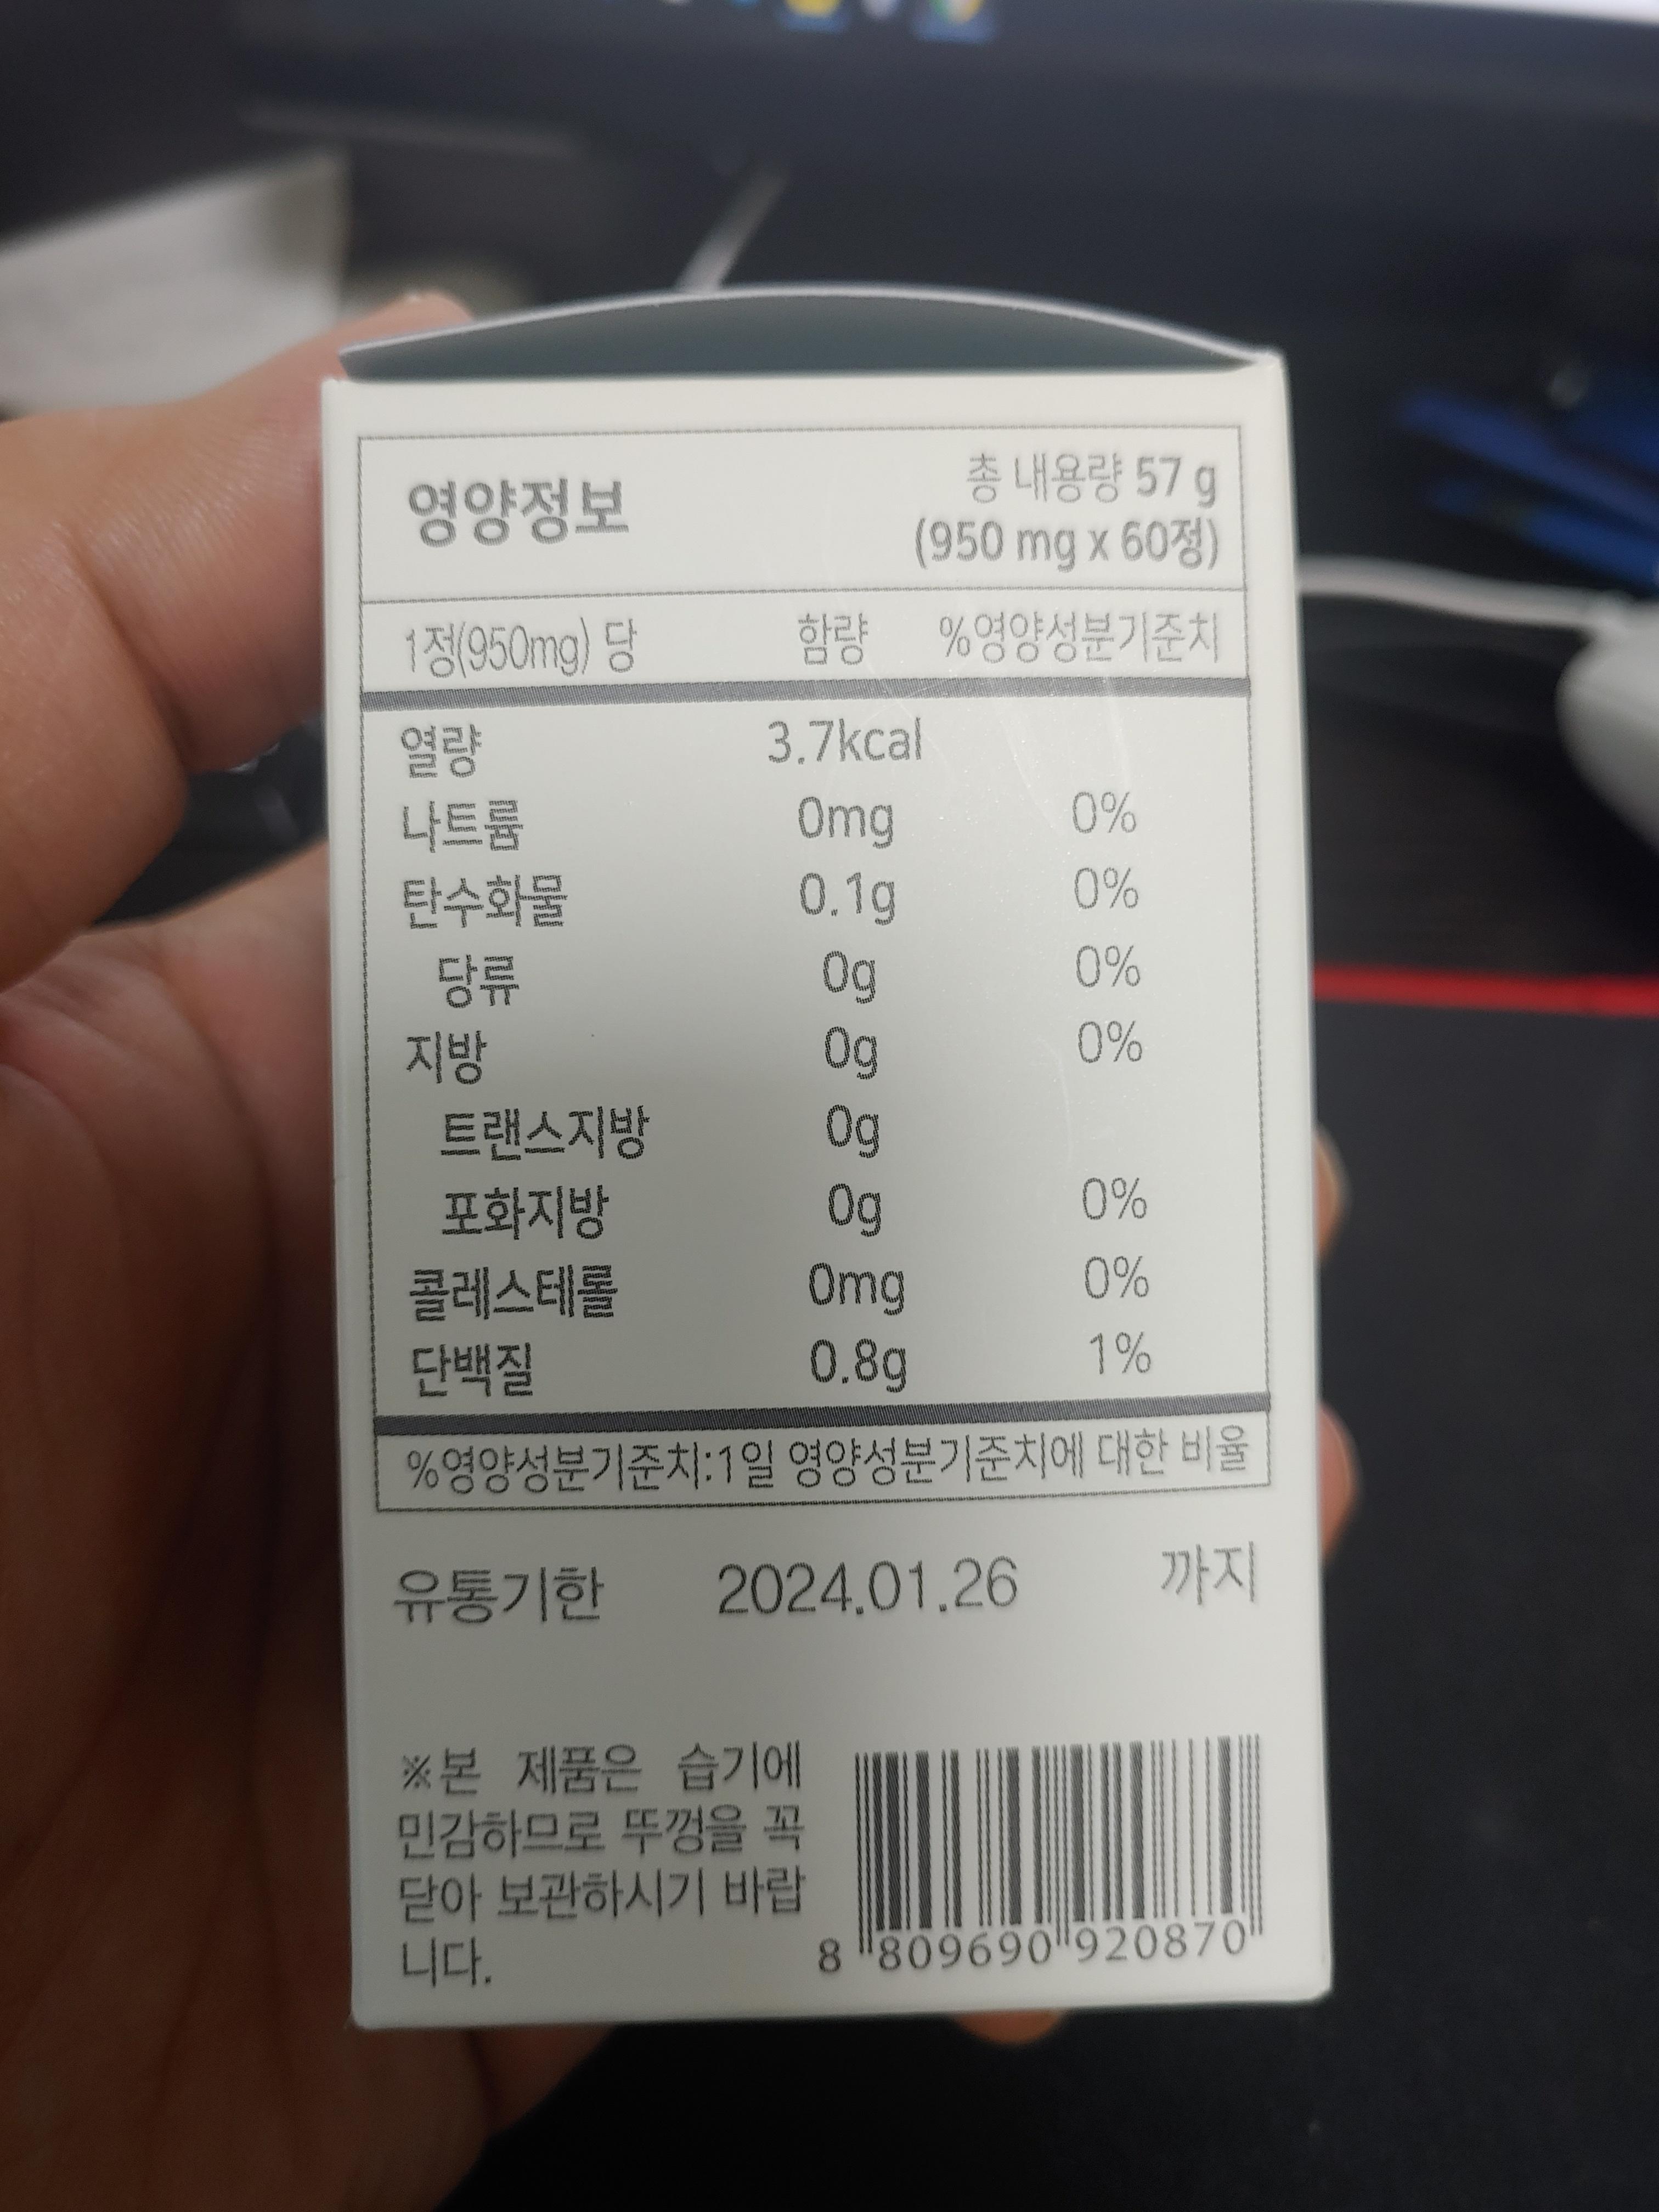 영양정보
총 내용량 57 g
(950 mg x 60정)
1정(950mg) 당 함량 %영양성분기준치
열량 3.7kcal
나트륨 0mg 0%
탄수화물 0.1g 0%
당류 0g 0%
지방 0g 0%
트랜스지방 0g
포화지방 0g 0%
콜레스테롤 0mg 0%
단백질 0.8g 1%
%영양성분기준치:1일 영양성분기준치에 대한 비율
유통기한 2024.01.26 까지
※본 제품은 습기에
민감하므로 뚜껑을 꼭
닫아 보관하시기 바랍
니다.
8 809690 920870